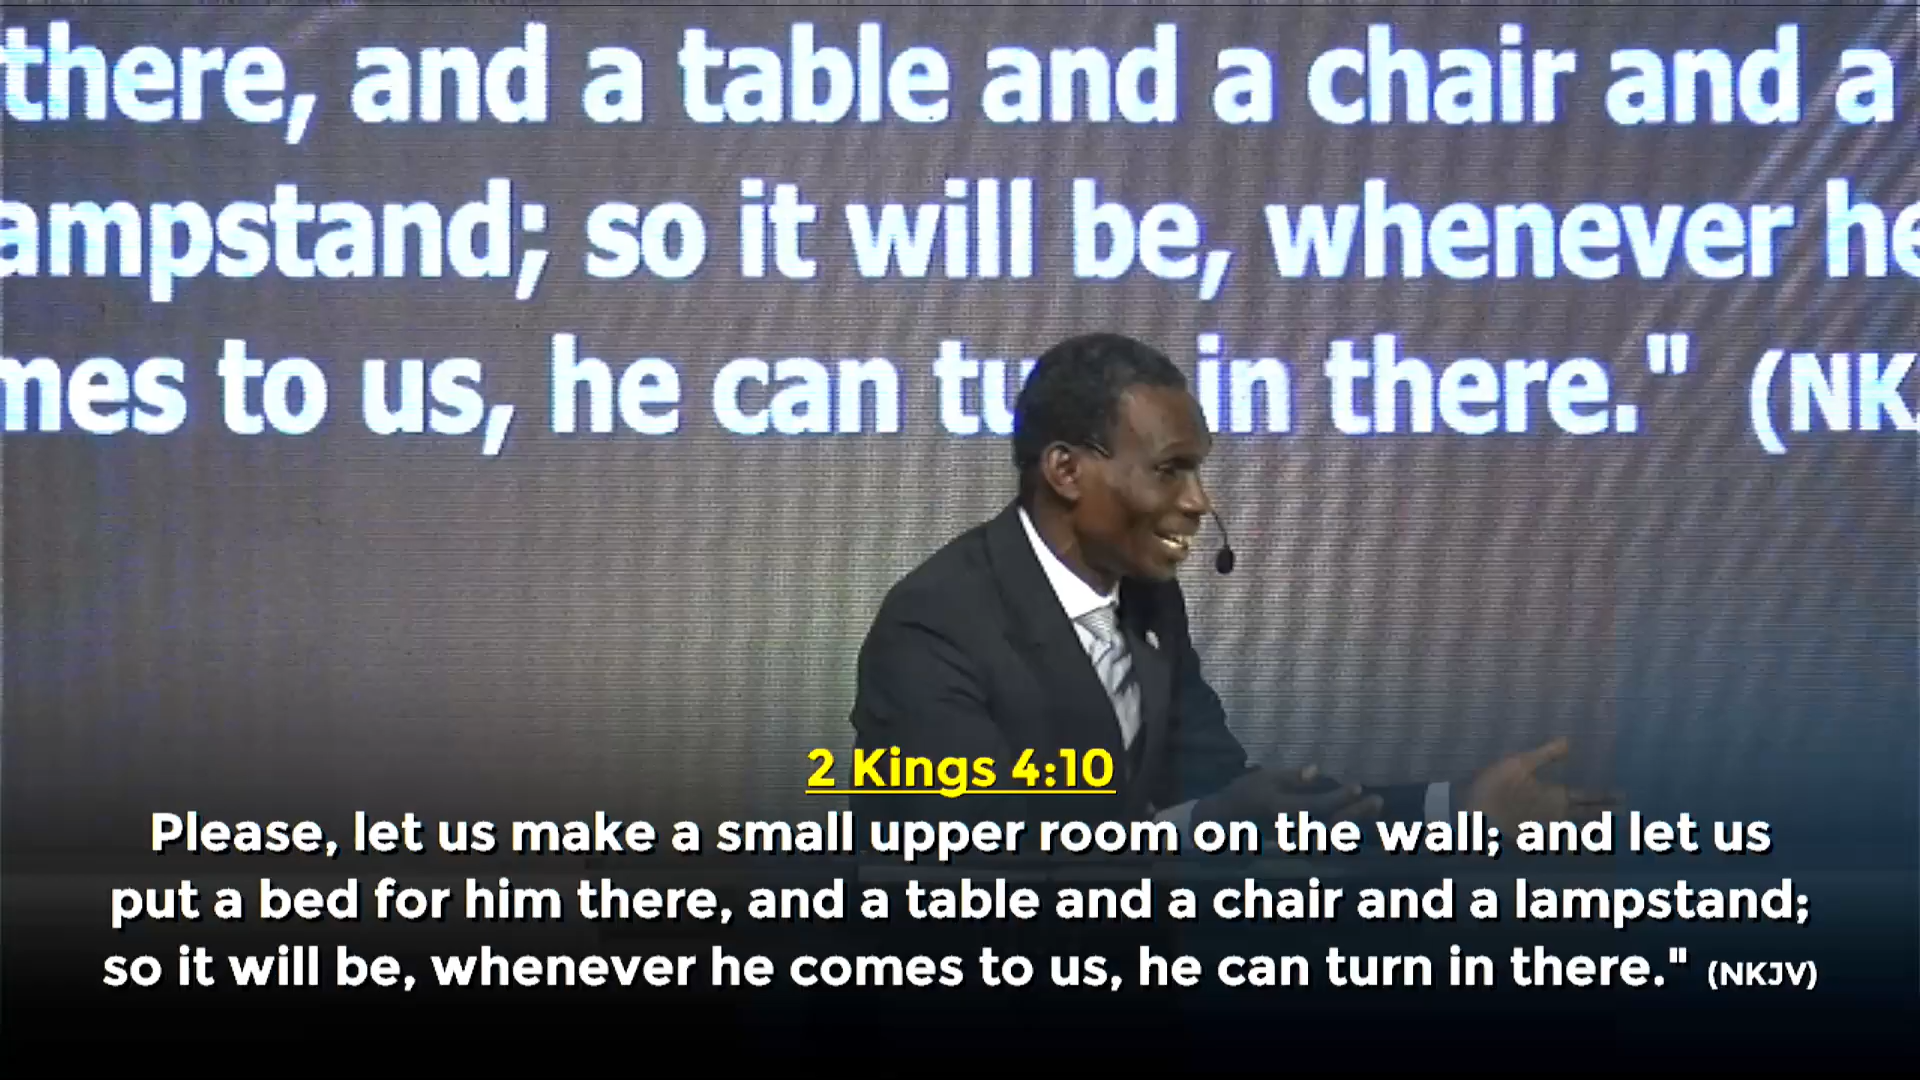 there, and a table and a chair and a
ampstand; so it will be, whenever he
mes to us, he can tu in there." (NK
2 Kings 4:10
Please, let us make a small upper room on the wall; and let us
put a bed for him there, and a table and a chair and a lampstand;
so it will be, whenever he comes to us, he can turn in there." (NKJV)